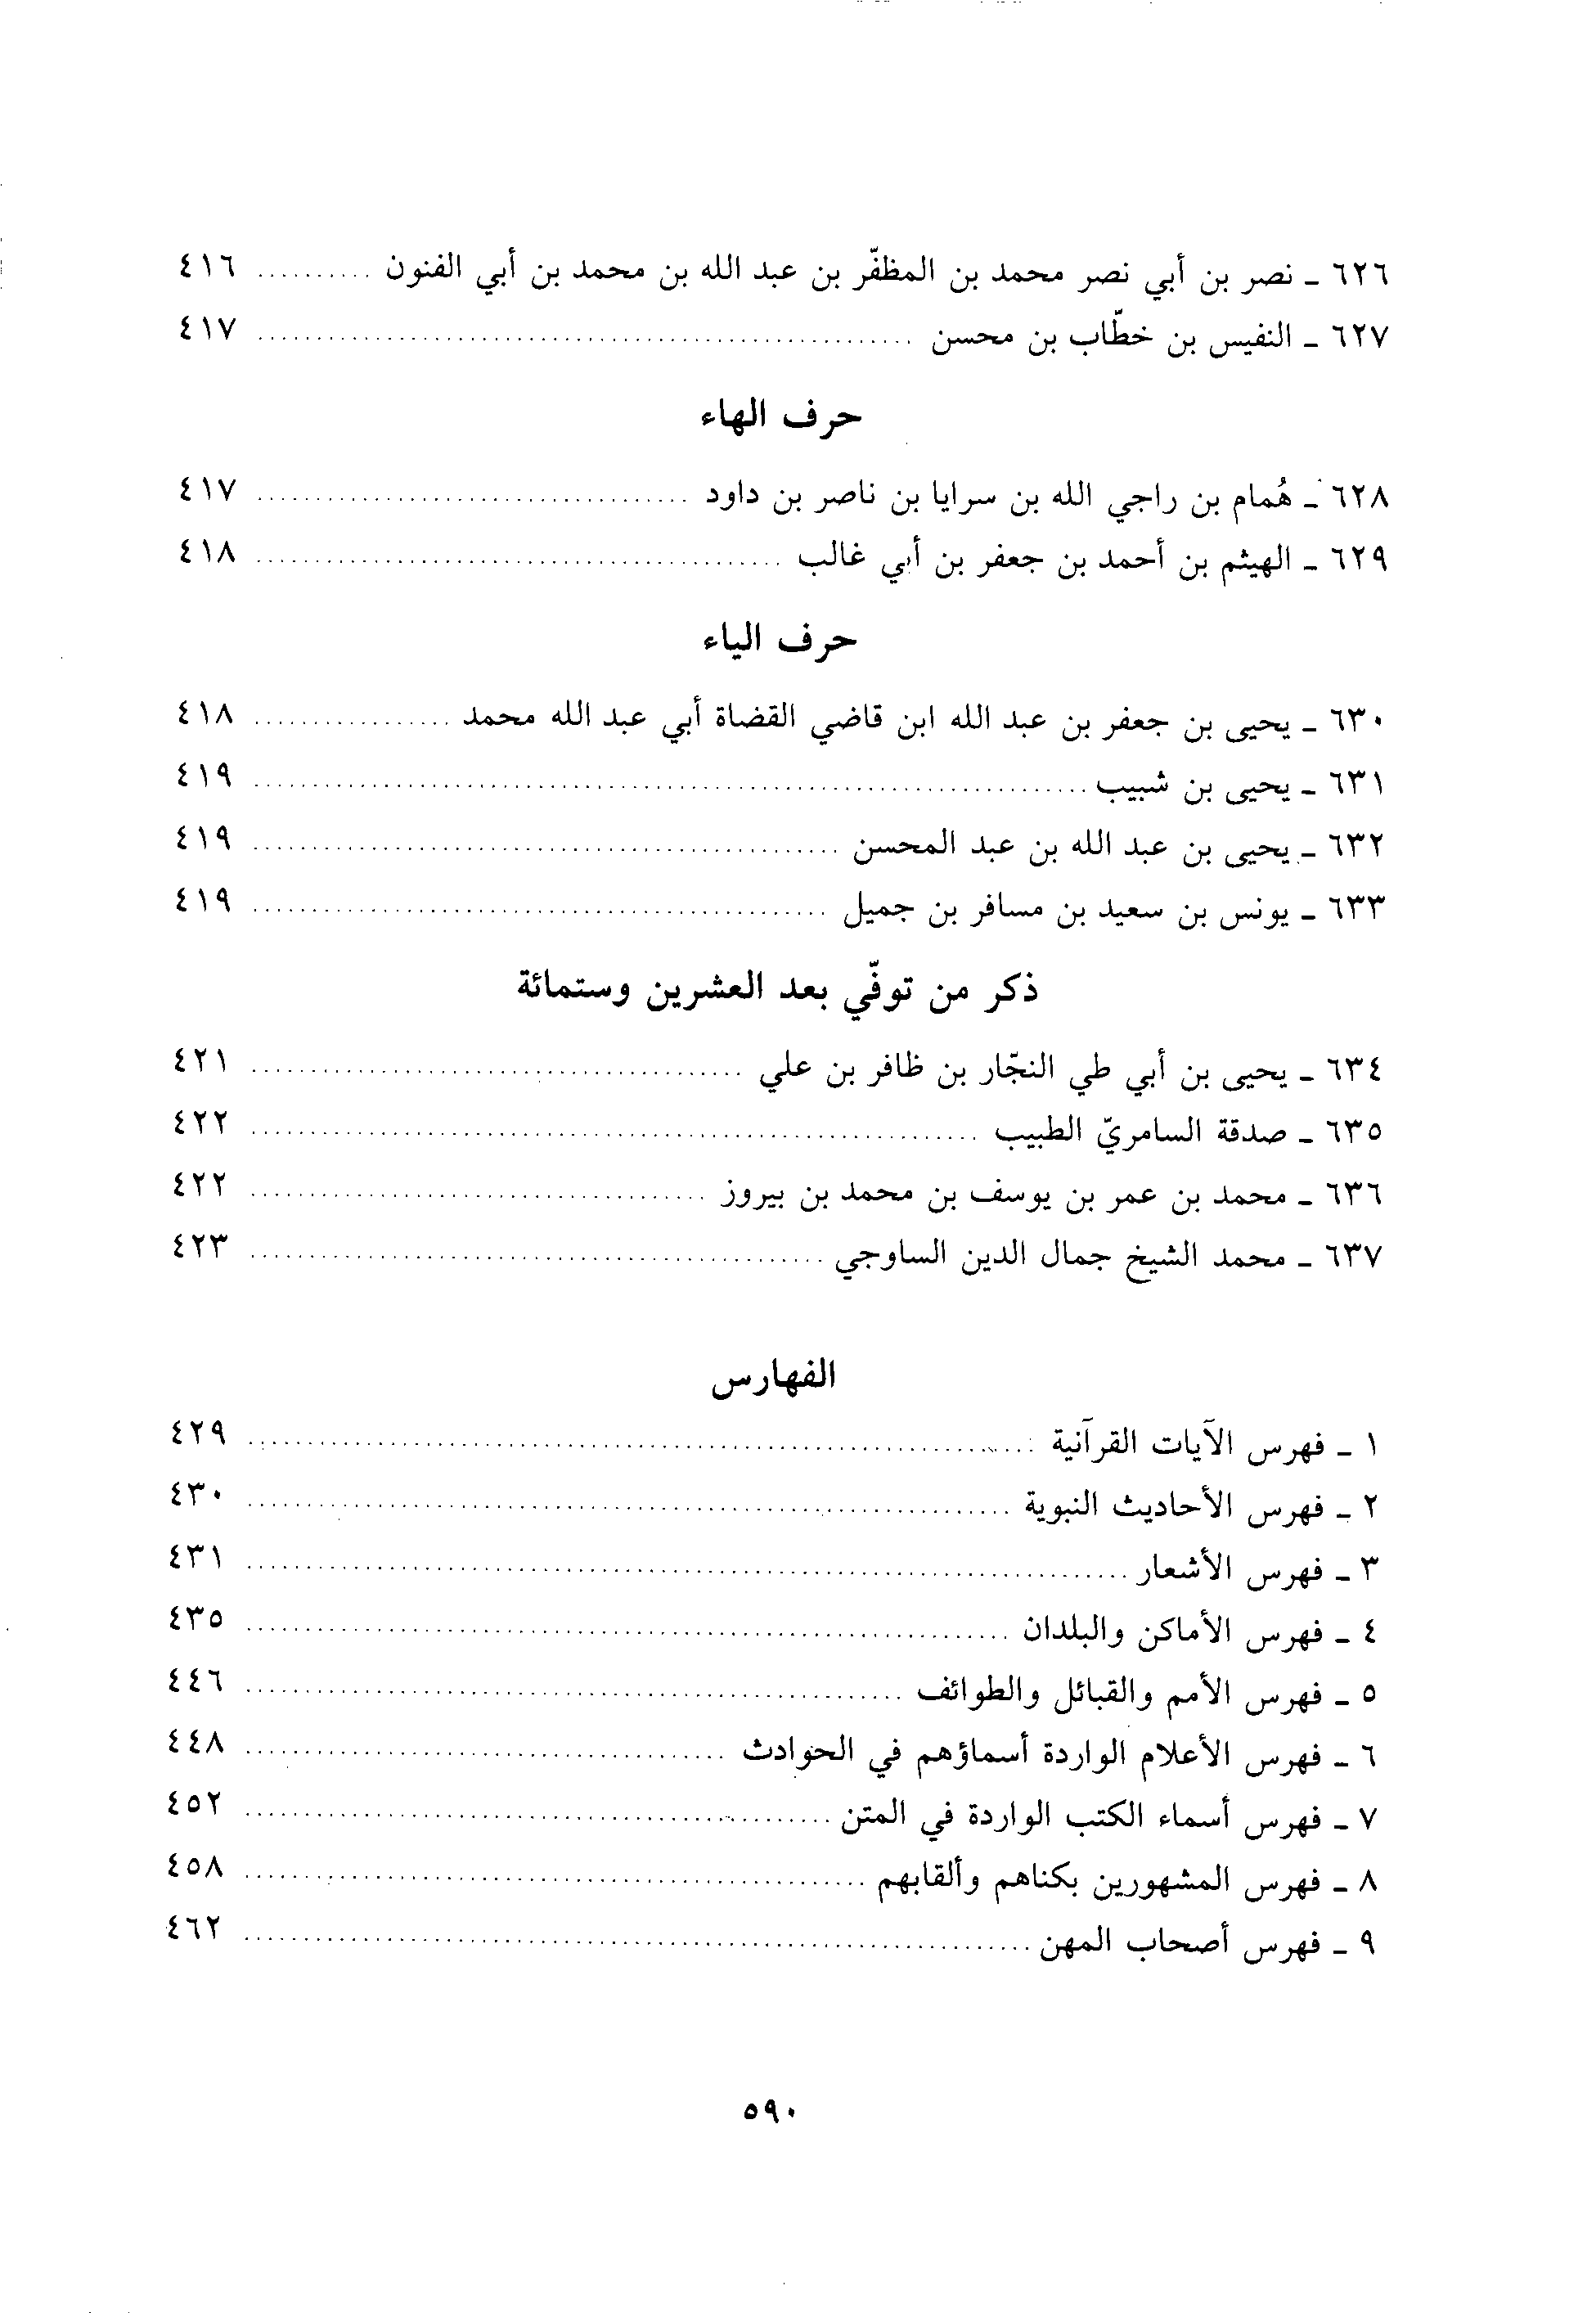 ٦٢٦ ـ نصر بن أبي نصر محمد بن المظفّر بن عبد الله بن محمد بن أبي الفنون .......... ٤١٦
٦٢٧ ـ النفيس بن خطّاب بن محسن .......... ٤١٧
حرف الهاء
٦٢٨ ـ هُمام بن راجي الله بن سرايا بن ناصر بن داود .......... ٤١٧
٦٢٩ ـ الهيثم بن أحمد بن جعفر بن أبي غالب .......... ٤١٨
حرف الياء
٦٣٠ ـ يحيى بن جعفر بن عبد الله ابن قاضي القضاة أبي عبد الله محمد .......... ٤١٨
٦٣١ ـ يحيى بن شبيب .......... ٤١٩
٦٣٢ ـ يحيى بن عبد الله بن عبد المحسن .......... ٤١٩
٦٣٣ ـ يونس بن سعيد بن مسافر بن جميل .......... ٤١٩
ذكر من توفّي بعد العشرين وستمائة
٦٣٤ ـ يحيى بن أبي طي النجّار بن ظافر بن علي .......... ٤٢١
٦٣٥ ـ صدقة السامريّ الطبيب .......... ٤٢٢
٦٣٦ ـ محمد بن عمر بن يوسف بن محمد بن بيروز .......... ٤٢٢
٦٣٧ ـ محمد الشيخ جمال الدين الساوجي .......... ٤٢٣
الفهارس
١ ـ فهرس الآيات القرآنية .......... ٤٢٩
٢ ـ فهرس الأحاديث النبوية .......... ٤٣٠
٣ ـ فهرس الأشعار .......... ٤٣١
٤ ـ فهرس الأماكن والبلدان .......... ٤٣٥
٥ ـ فهرس الأمم والقبائل والطوائف .......... ٤٤٦
٦ ـ فهرس الأعلام الواردة أسماؤهم في الحوادث .......... ٤٤٨
٧ ـ فهرس أسماء الكتب الواردة في المتن .......... ٤٥٢
٨ ـ فهرس المشهورين بكناهم وألقابهم .......... ٤٥٨
٩ ـ فهرس أصحاب المهن .......... ٤٦٢
٥٩٠